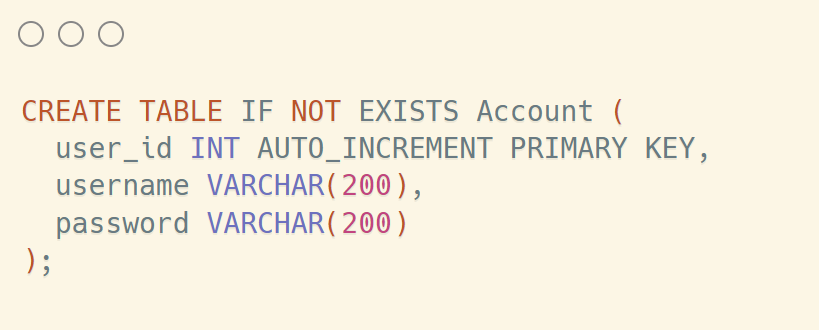 CREATE TABLE IF NOT EXISTS Account (
  user_id INT AUTO_INCREMENT PRIMARY KEY,
  username VARCHAR(200),
  password VARCHAR(200)
);